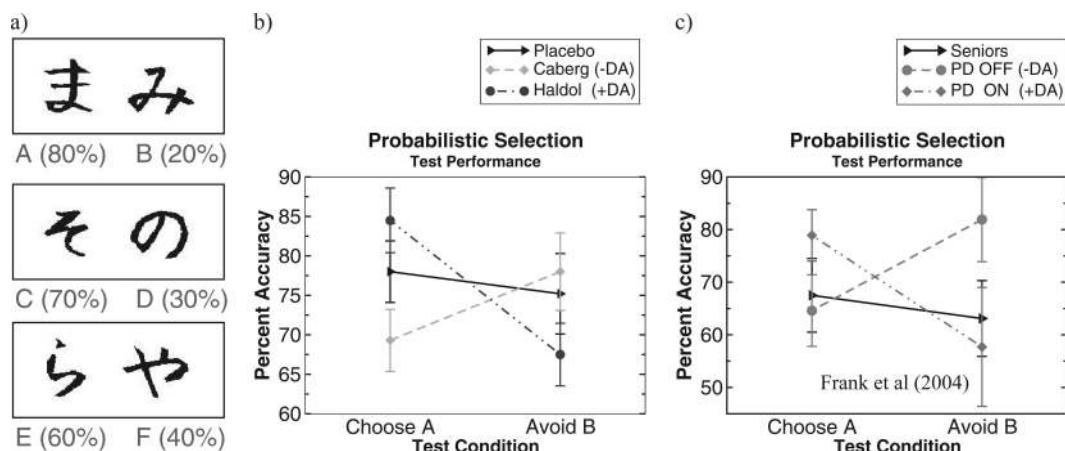 a)
ま み
A (80%) B (20%)
そ の
C (70%) D (30%)
ら や
E (60%) F (40%)
b)
Placebo
Caberg (-DA)
Haldol (+DA)
Probabilistic Selection
Test Performance
Percent Accuracy
90
85
80
75
70
65
60
Choose A Avoid B
Test Condition
c)
Seniors
PD OFF (-DA)
PD ON (+DA)
Probabilistic Selection
Test Performance
Percent Accuracy
90
80
70
60
50
Frank et al (2004)
Choose A Avoid B
Test Condition